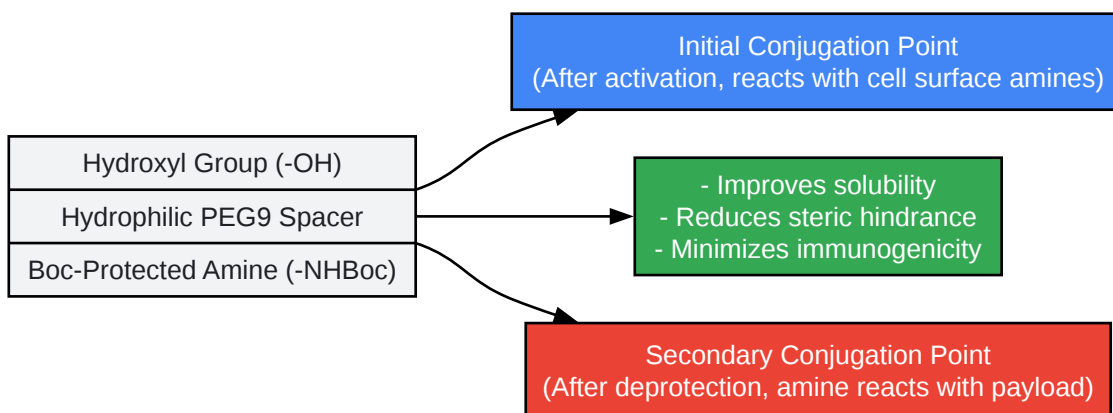 Initial Conjugation Point
(After activation, reacts with cell surface amines)
Hydroxyl Group (-OH)
Hydrophilic PEG9 Spacer
Boc-Protected Amine (-NHBoc)
- Improves solubility
- Reduces steric hindrance
- Minimizes immunogenicity
Secondary Conjugation Point
(After deprotection, amine reacts with payload)